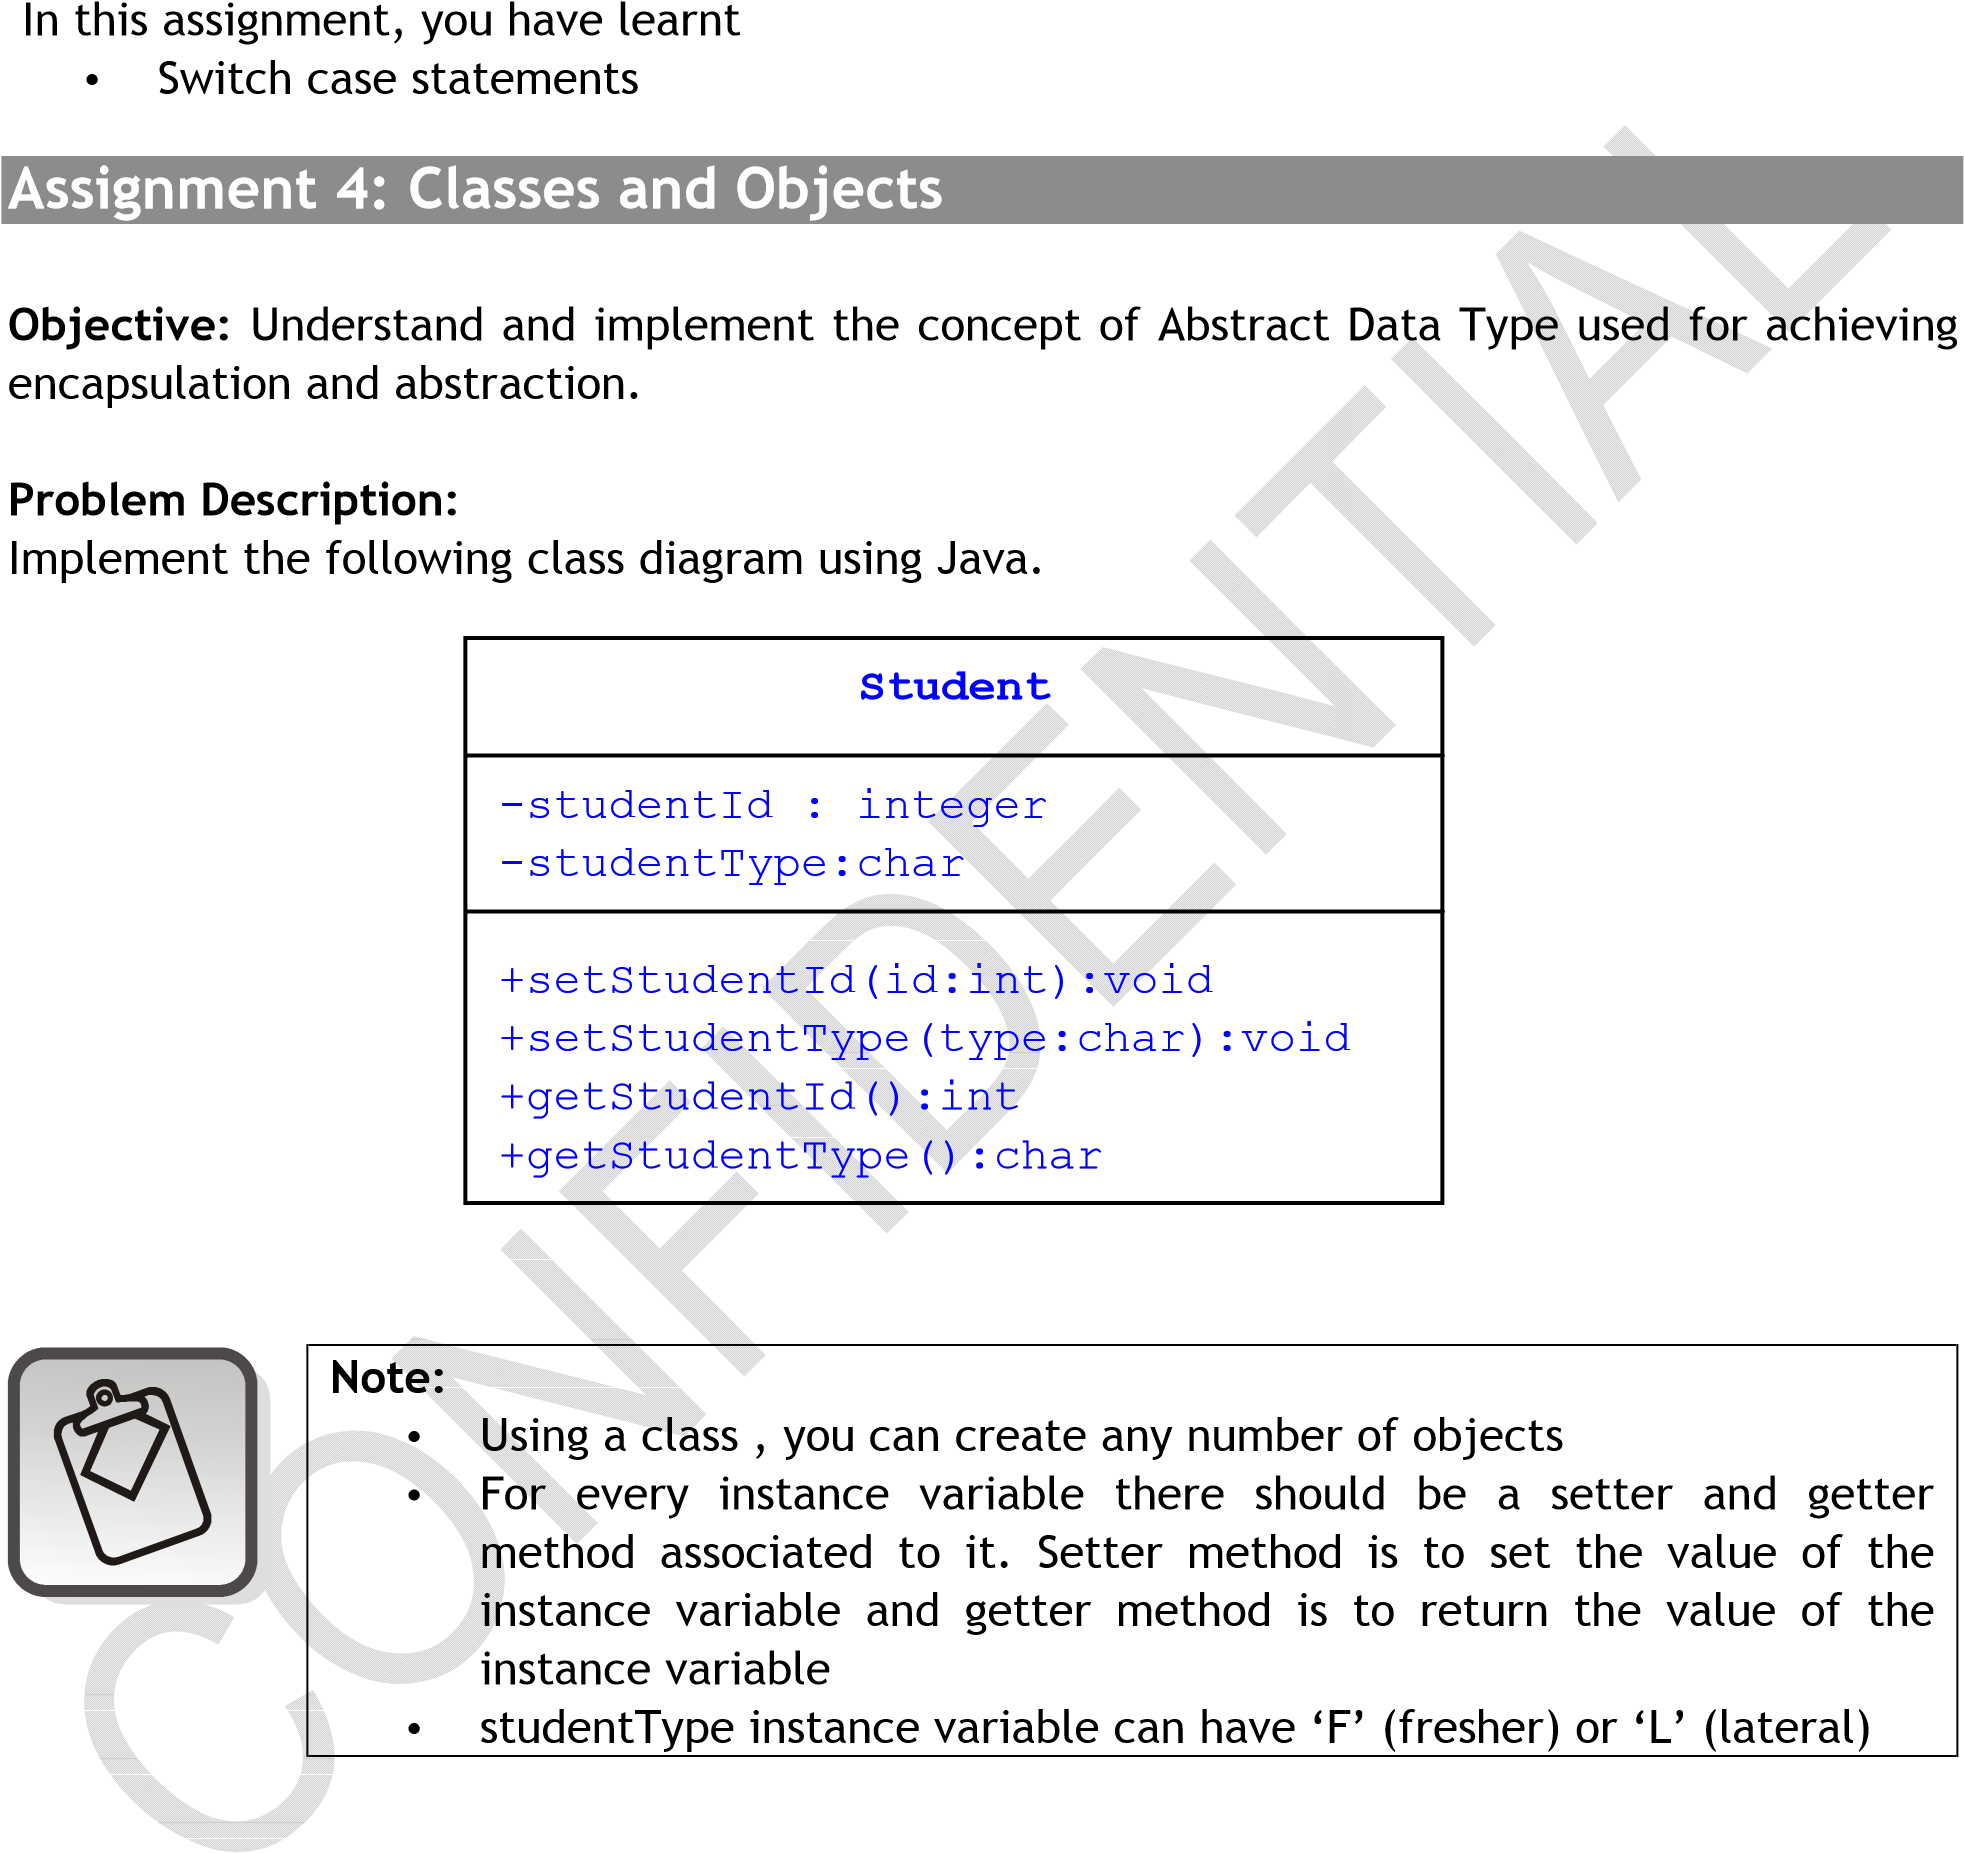 In this assignment, you have learnt
• Switch case statements
Assignment 4: Classes and Objects
Objective: Understand and implement the concept of Abstract Data Type used for achieving
encapsulation and abstraction.
Problem Description:
Implement the following class diagram using Java.
Student
-studentId : integer
-studentType:char
+setStudentId(id:int):void
+setStudentType(type:char):void
+getStudentId():int
+getStudentType():char
Note:
• Using a class , you can create any number of objects
• For every instance variable there should be a setter and getter
method associated to it. Setter method is to set the value of the
instance variable and getter method is to return the value of the
instance variable
• studentType instance variable can have ‘F’ (fresher) or ‘L’ (lateral)
CONFIDENTIAL